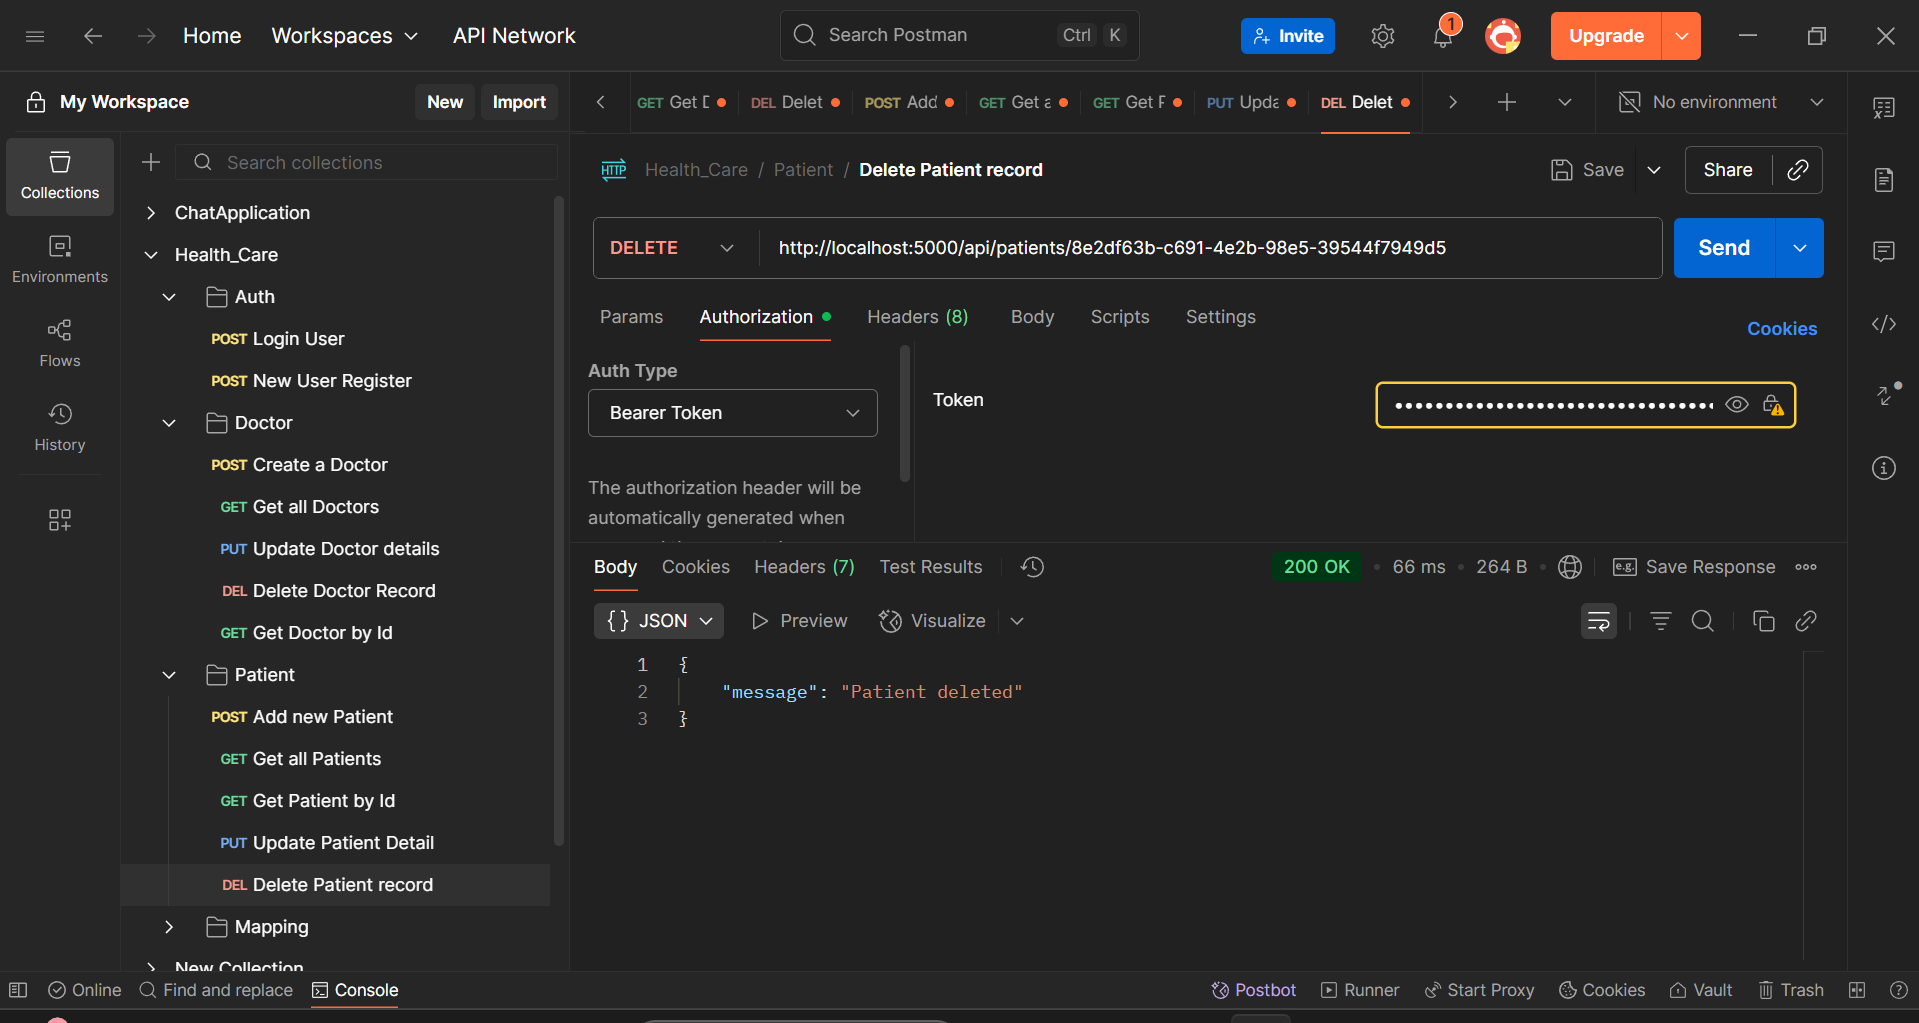 Home
Workspaces
API Network
Search Postman
Ctrl K
Invite
1
Upgrade
My Workspace
New
Import
GET Get D
DEL Delet
POST Add
GET Get a
GET Get F
PUT Upda
DEL Delet
No environment
Collections
Environments
Flows
History
Search collections
ChatApplication
Health_Care
Auth
POST Login User
POST New User Register
Doctor
POST Create a Doctor
GET Get all Doctors
PUT Update Doctor details
DEL Delete Doctor Record
GET Get Doctor by Id
Patient
POST Add new Patient
GET Get all Patients
GET Get Patient by Id
PUT Update Patient Detail
DEL Delete Patient record
Mapping
New Collection
HTTP
Health_Care / Patient / Delete Patient record
Save
Share
DELETE
http://localhost:5000/api/patients/8e2df63b-c691-4e2b-98e5-39544f7949d5
Send
Params
Authorization
Headers (8)
Body
Scripts
Settings
Cookies
Auth Type
Bearer Token
The authorization header will be
automatically generated when
Token
Body
Cookies
Headers (7)
Test Results
200 OK • 66 ms • 264 B
e.g. Save Response
{} JSON
Preview
Visualize
1 {
2 "message": "Patient deleted"
3 }
Online
Find and replace
Console
Postbot
Runner
Start Proxy
Cookies
Vault
Trash